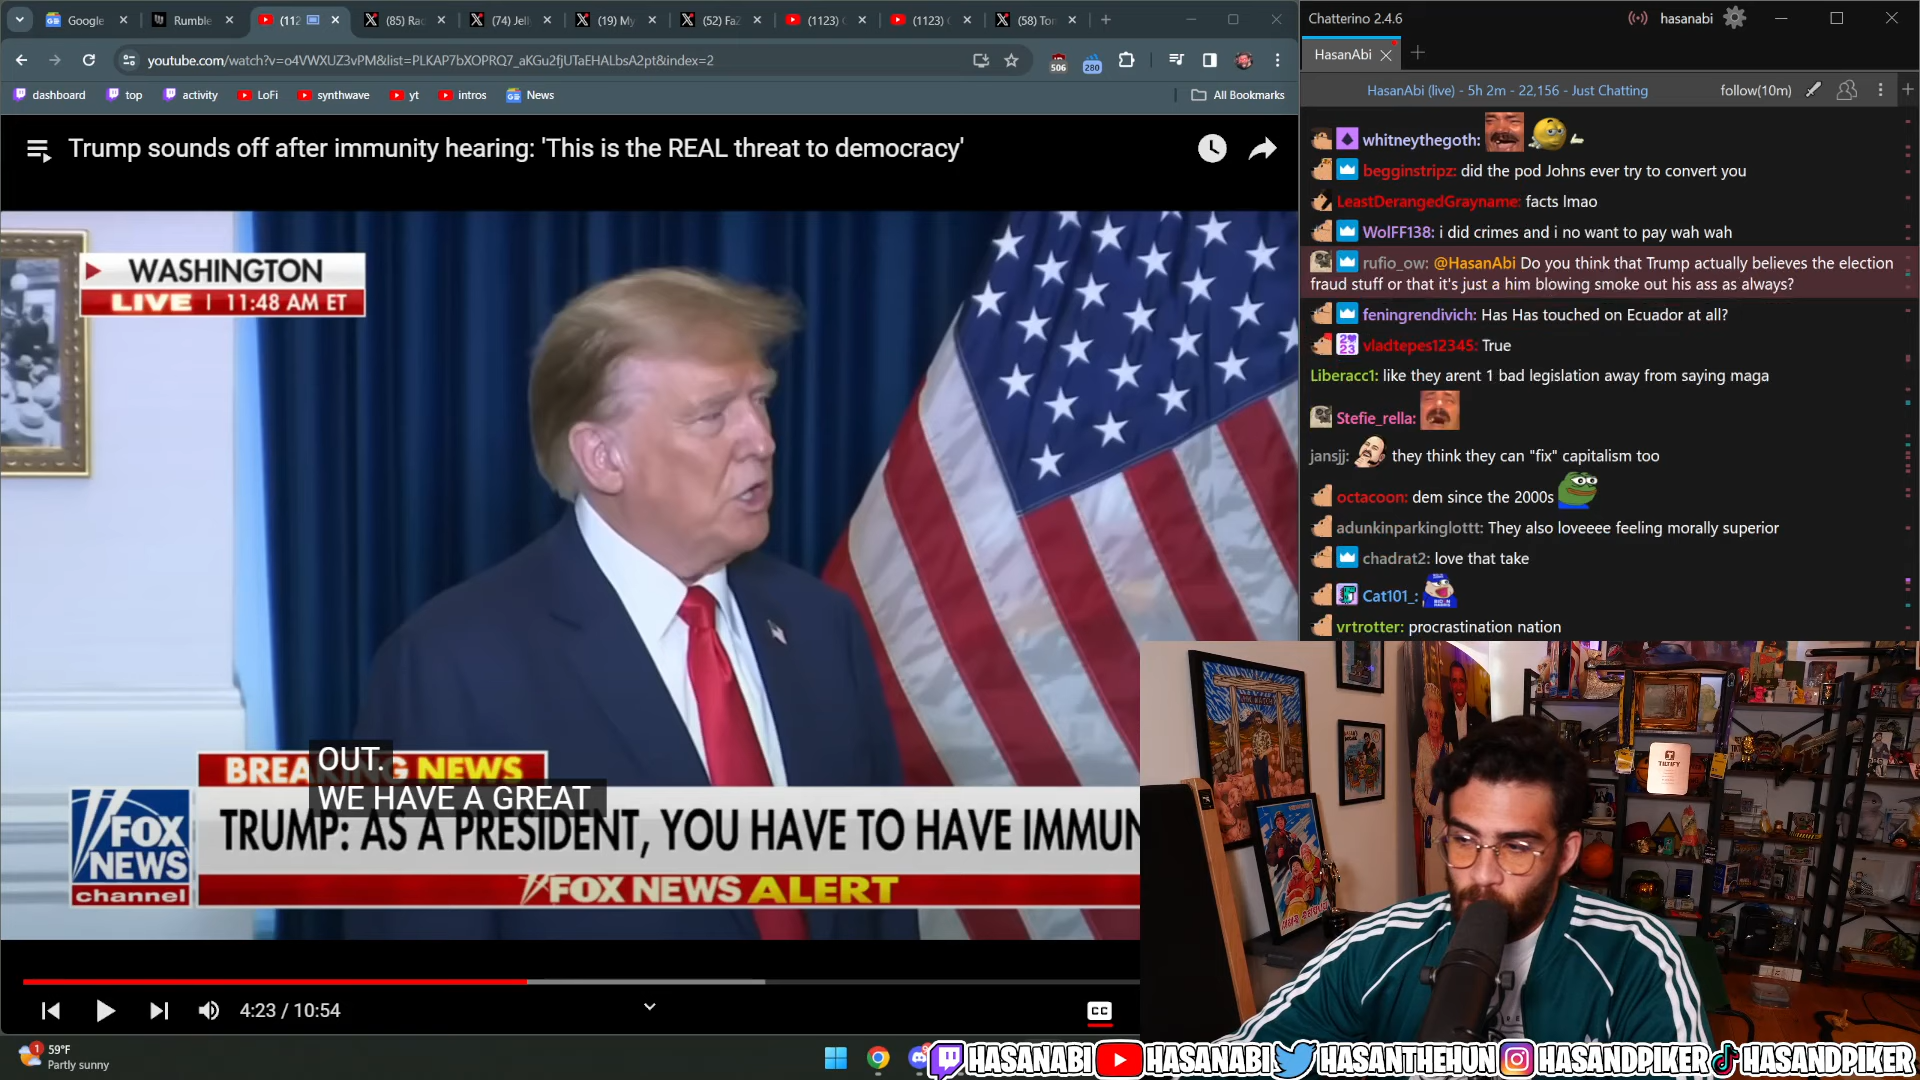 Google
Rumble
(112
(85) Rac
(74) Jell
(19) My
(52) FaZ
(1123)
(1123)
(58) Ton
youtube.com/watch?v=o4VWXUZ3vPM&list=PLKAP7bXOPRQ7_aKGu2fjUTaEHALbsA2pt&index=2
506
280
dashboard
top
activity
LoFi
synthwave
yt
intros
News
All Bookmarks
Trump sounds off after immunity hearing: 'This is the REAL threat to democracy'
WASHINGTON
LIVE | 11:48 AM ET
BREAKING NEWS
OUT.
WE HAVE A GREAT
TRUMP: AS A PRESIDENT, YOU HAVE TO HAVE IMMUN
FOX
NEWS
channel
FOX NEWS ALERT
4:23 / 10:54
CC
1
59°F
Partly sunny
Chatterino 2.4.6
hasanabi
HasanAbi
HasanAbi (live) - 5h 2m - 22,156 - Just Chatting
follow(10m)
whitneythegoth:
begginstripz: did the pod Johns ever try to convert you
LeastDerangedGrayname: facts lmao
WolFF138: i did crimes and i no want to pay wah wah
rufio_ow: @HasanAbi Do you think that Trump actually believes the election
fraud stuff or that it's just a him blowing smoke out his ass as always?
feningrendivich: Has Has touched on Ecuador at all?
vladtepes12345: True
Liberacc1: like they arent 1 bad legislation away from saying maga
Stefie_rella:
jansjj: they think they can "fix" capitalism too
octacoon: dem since the 2000s
adunkinparkinglottt: They also loveeee feeling morally superior
chadrat2: love that take
Cat101_:
vrtrotter: procrastination nation
TILTIFY
HASANABI
HASANABI
HASANTHEHUN
HASANDPIKER
HASANDPIKER